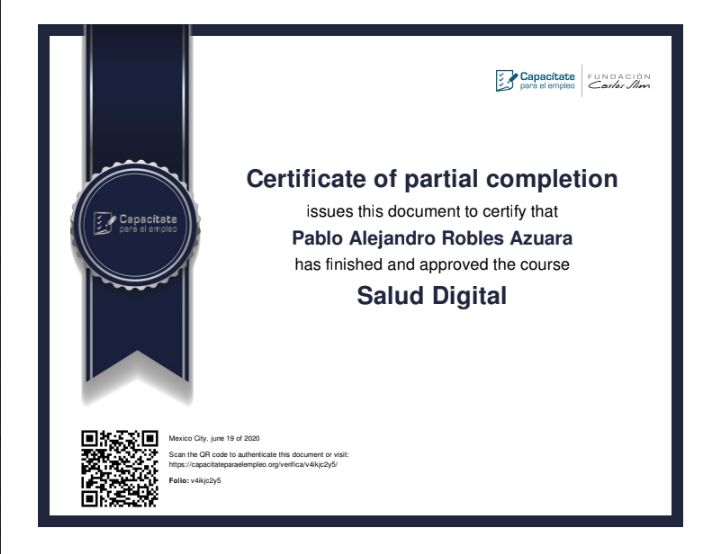 Capacítate
para el empleo
FUNDACIÓN
Carlos Slim
Certificate of partial completion
issues this document to certify that
Pablo Alejandro Robles Azuara
has finished and approved the course
Salud Digital
Capacítate
para el empleo
Mexico City, june 19 of 2020
Scan the QR code to authenticate this document or visit:
https://capacitateparaelempleo.org/verifica/v4ikjc2y5/
Folio: v4ikjc2y5